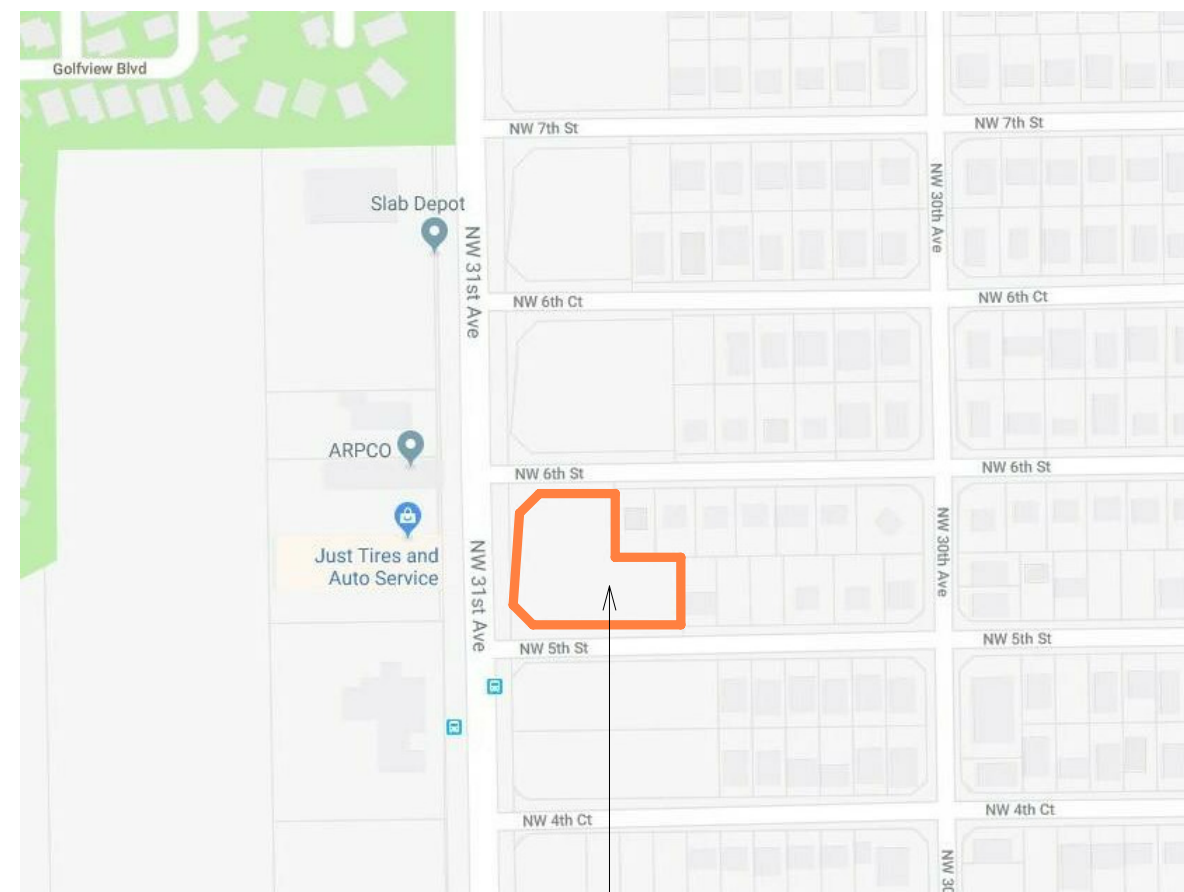 Golfview Blvd
NW 7th St
NW 7th St
NW 30th Ave
Slab Depot
NW 31st Ave
NW 6th Ct
NW 6th Ct
ARPCO
NW 6th St
NW 6th St
Just Tires and
Auto Service
NW 31st Ave
NW 30th Ave
NW 5th St
NW 5th St
NW 4th Ct
NW 4th Ct
NW 30